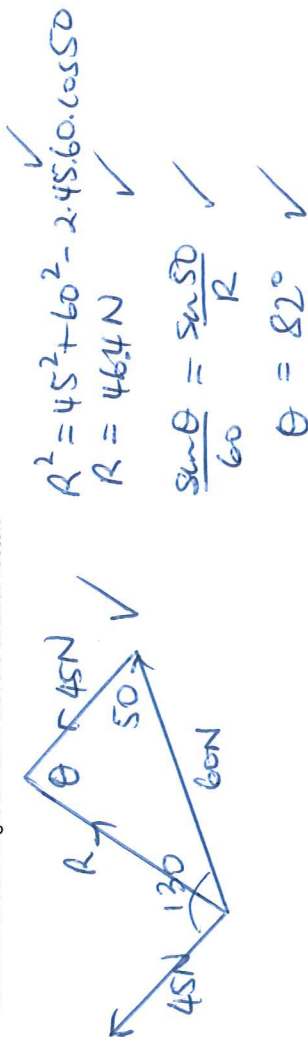 R² = 45² + 60² - 2.45.60.cos50
R = 46.4 N
sinθ/60 = sin50/R
θ = 82°
θ
45N
R
50
130
60N
45N